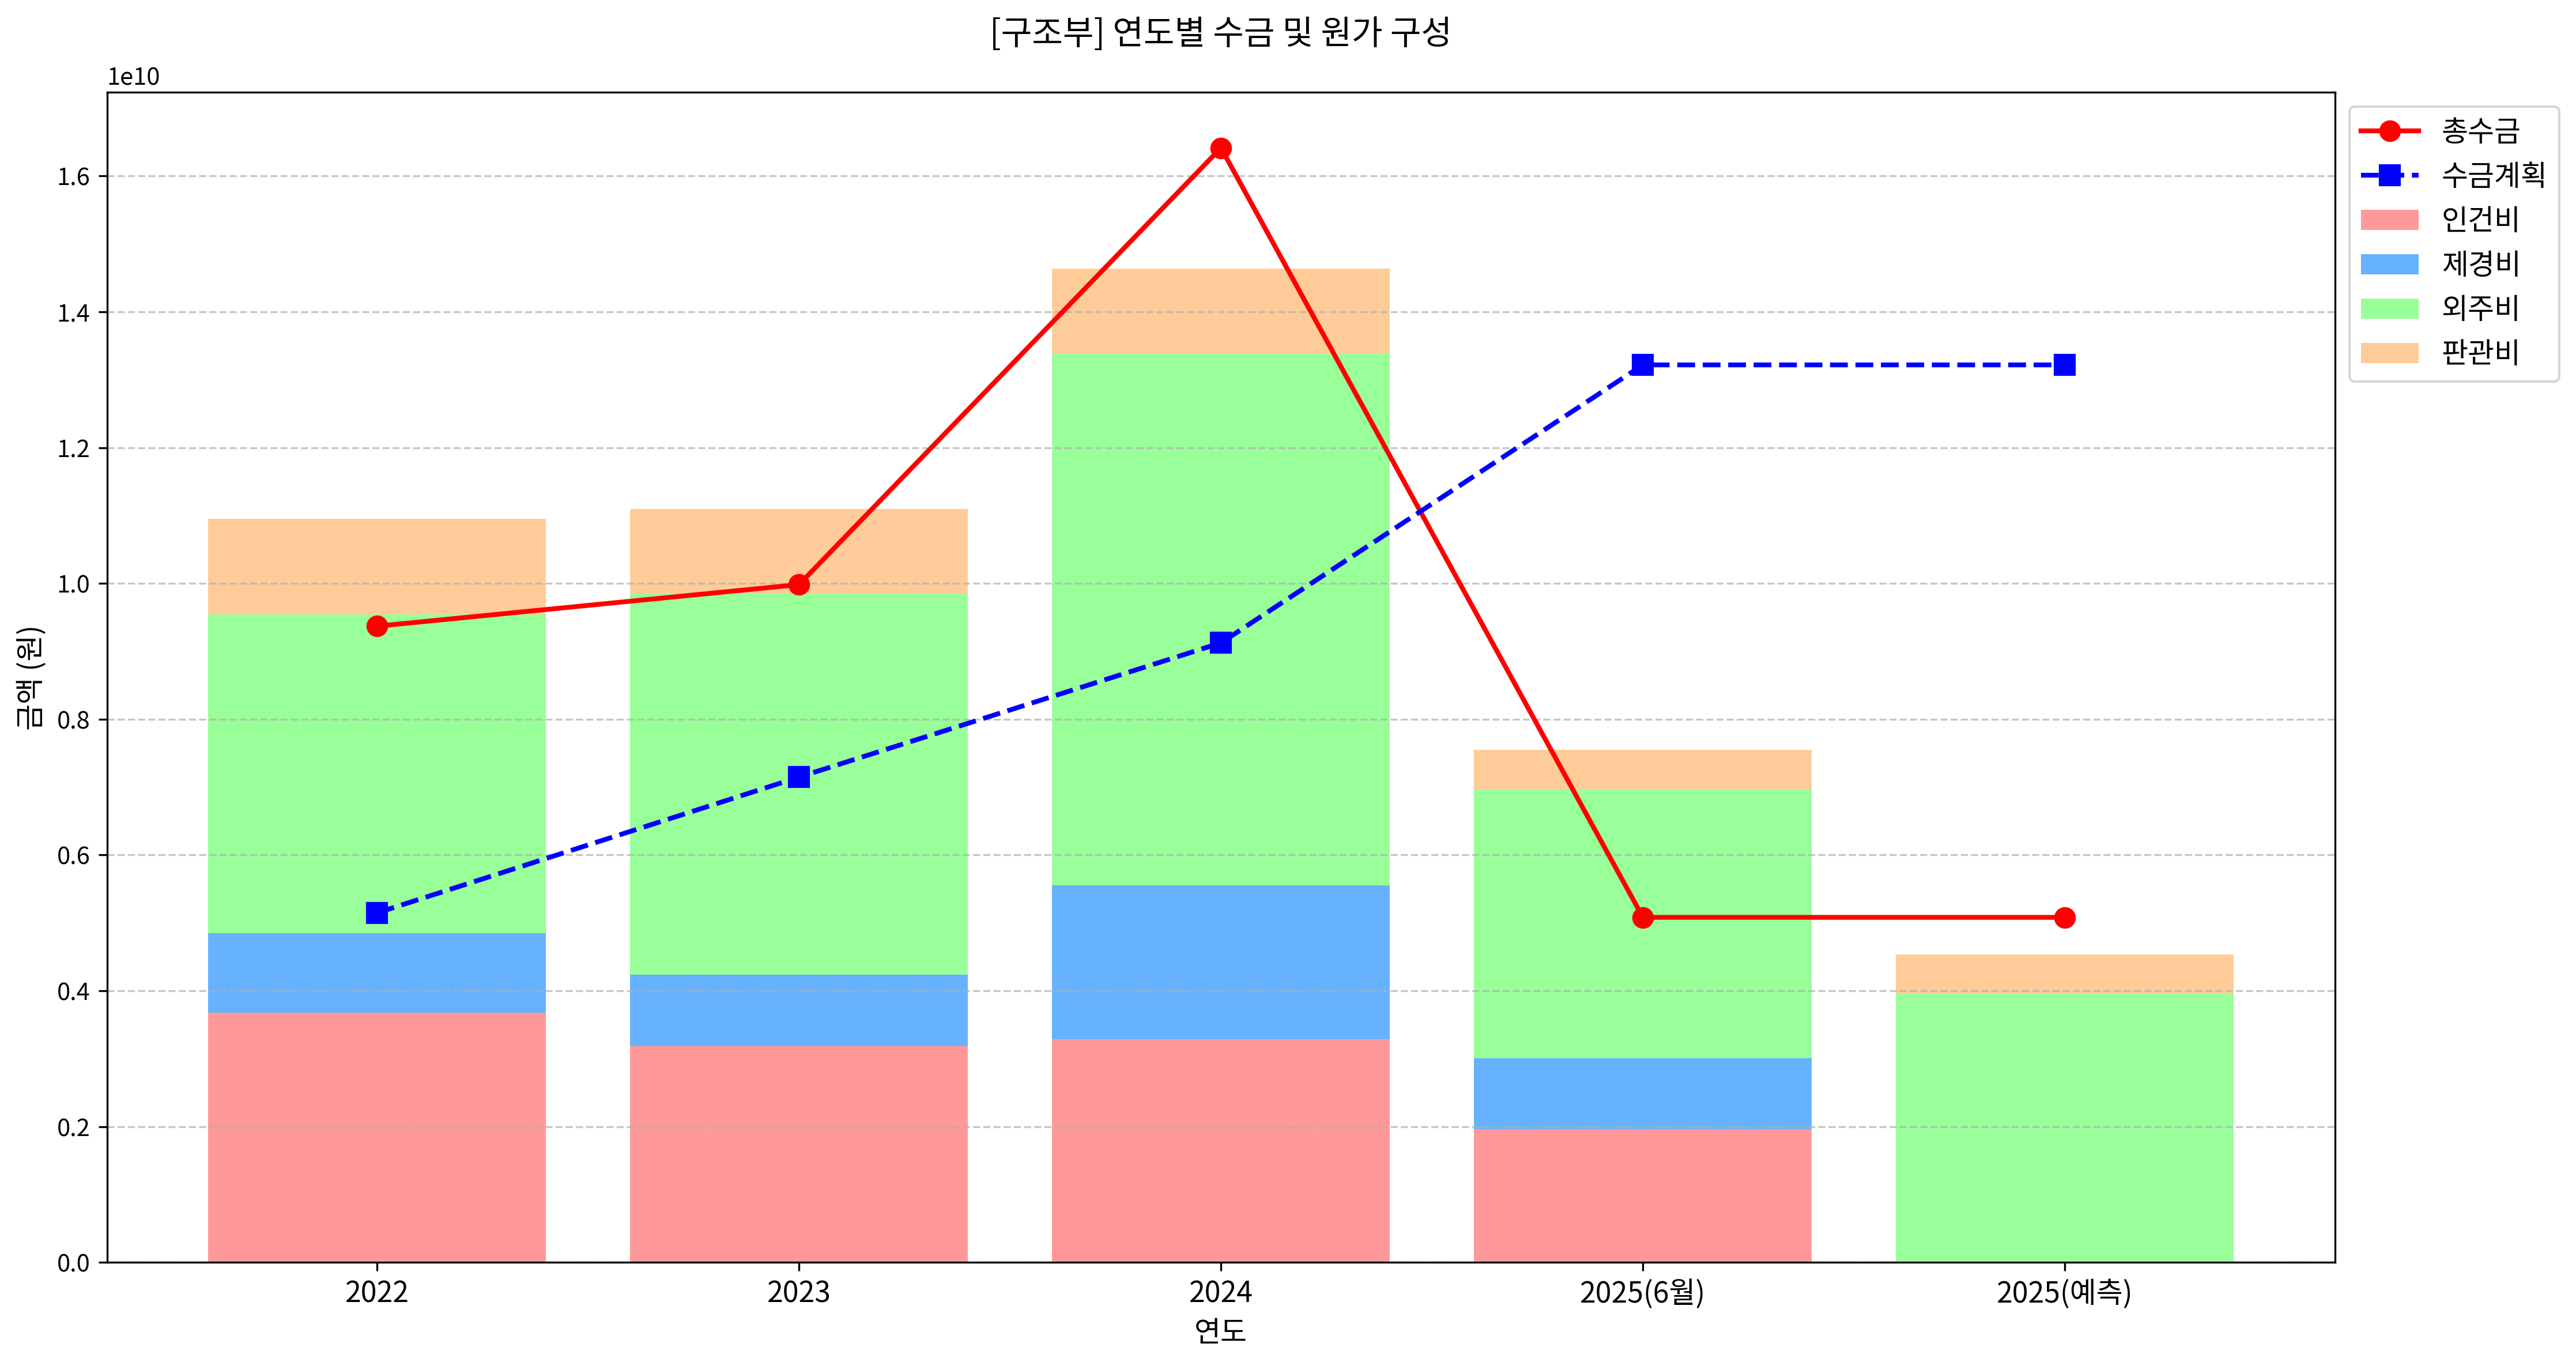 [구조부] 연도별 수금 및 원가 구성
1e10
총수금
수금계획
인건비
제경비
외주비
판관비
금액 (원)
1.6
1.4
1.2
1.0
0.8
0.6
0.4
0.2
0.0
2022
2023
2024
2025(6월)
2025(예측)
연도